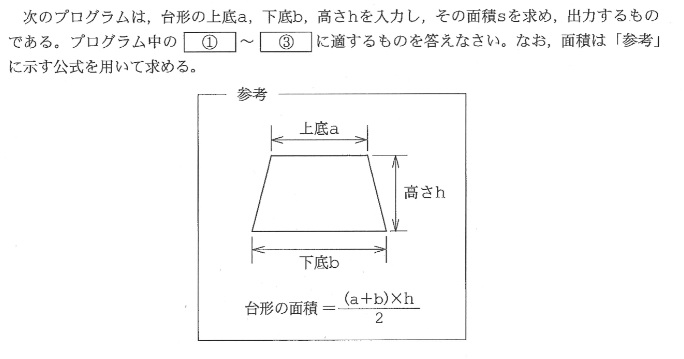 次のプログラムは，台形の上底a，下底b，高さhを入力し，その面積sを求め，出力するもの
である。プログラム中の ① ～ ③ に適するものを答えなさい。なお，面積は「参考」
に示す公式を用いて求める。
参考
上底a
高さh
下底b
台形の面積＝(a＋b)×h/2